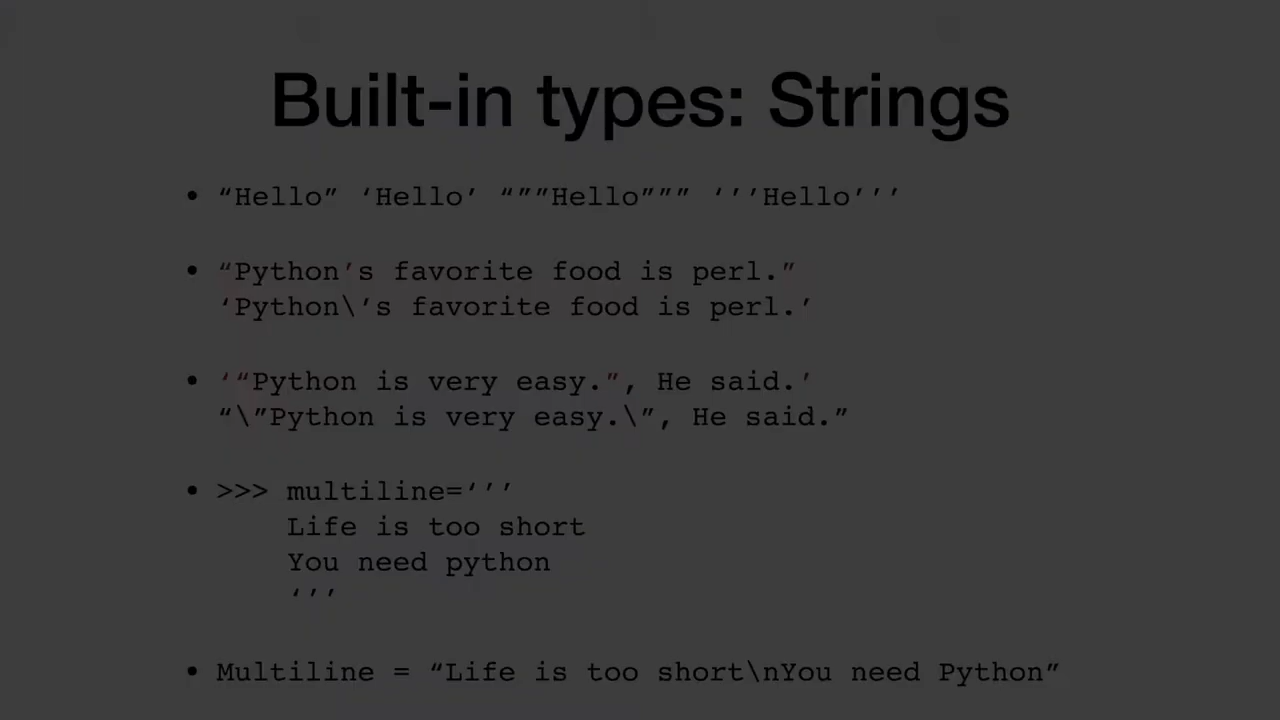 Built-in types: Strings
• “Hello” ‘Hello’ “””Hello””” ‘’’Hello’’’
• “Python’s favorite food is perl.”
‘Python\’s favorite food is perl.’
• ‘“Python is very easy.”, He said.’
“\”Python is very easy.\”, He said.”
• >>> multiline=‘’’
Life is too short
You need python
‘’’
• Multiline = “Life is too short\nYou need Python”